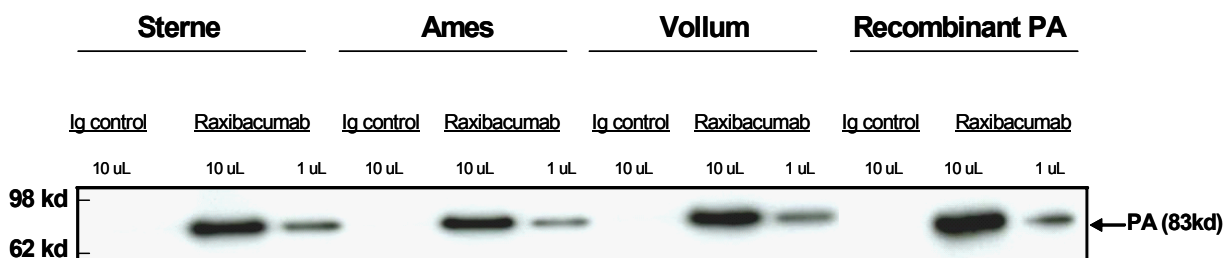 Sterne Ames Vollum Recombinant PA
Ig control Raxibacumab Ig control Raxibacumab Ig control Raxibacumab Ig control Raxibacumab
10 uL 10 uL 1 uL 10 uL 10 uL 1 uL 10 uL 10 uL 1 uL 10 uL 10 uL 1 uL
98 kd
PA (83kd)
62 kd